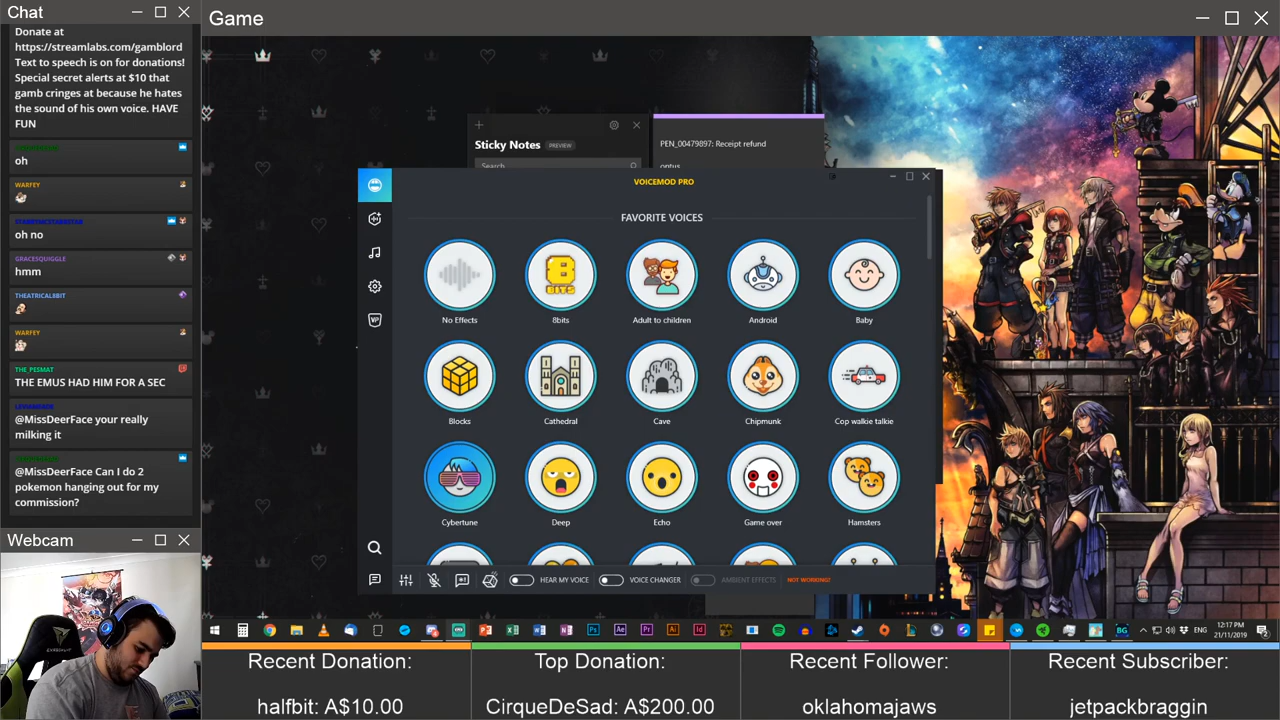 Chat
Donate at
https://streamlabs.com/gamblord
Text to speech is on for donations!
Special secret alerts at $10 that
gamb cringes at because he hates
the sound of his own voice. HAVE
FUN
oh
WARFEY
oh no
GRACESQUIGGLE
hmm
THEATRICAL8BIT
WARFEY
THE_PESMAT
THE EMUS HAD HIM FOR A SEC
@MissDeerFace your really
milking it
@MissDeerFace Can I do 2
pokemon hanging out for my
commission?
Webcam
Game
Sticky Notes PREVIEW
Search
PEN_00479897: Receipt refund
optus
VOICEMOD PRO
FAVORITE VOICES
8 BITS
No Effects
8bits
Adult to children
Android
Baby
Blocks
Cathedral
Cave
Chipmunk
Cop walkie talkie
Cybertune
Deep
Echo
Game over
Hamsters
HEAR MY VOICE
VOICE CHANGER
AMBIENT EFFECTS
NOT WORKING?
12:17 PM
21/11/2019
Recent Donation:
halfbit: A$10.00
Top Donation:
CirqueDeSad: A$200.00
Recent Follower:
oklahomajaws
Recent Subscriber:
jetpackbraggin